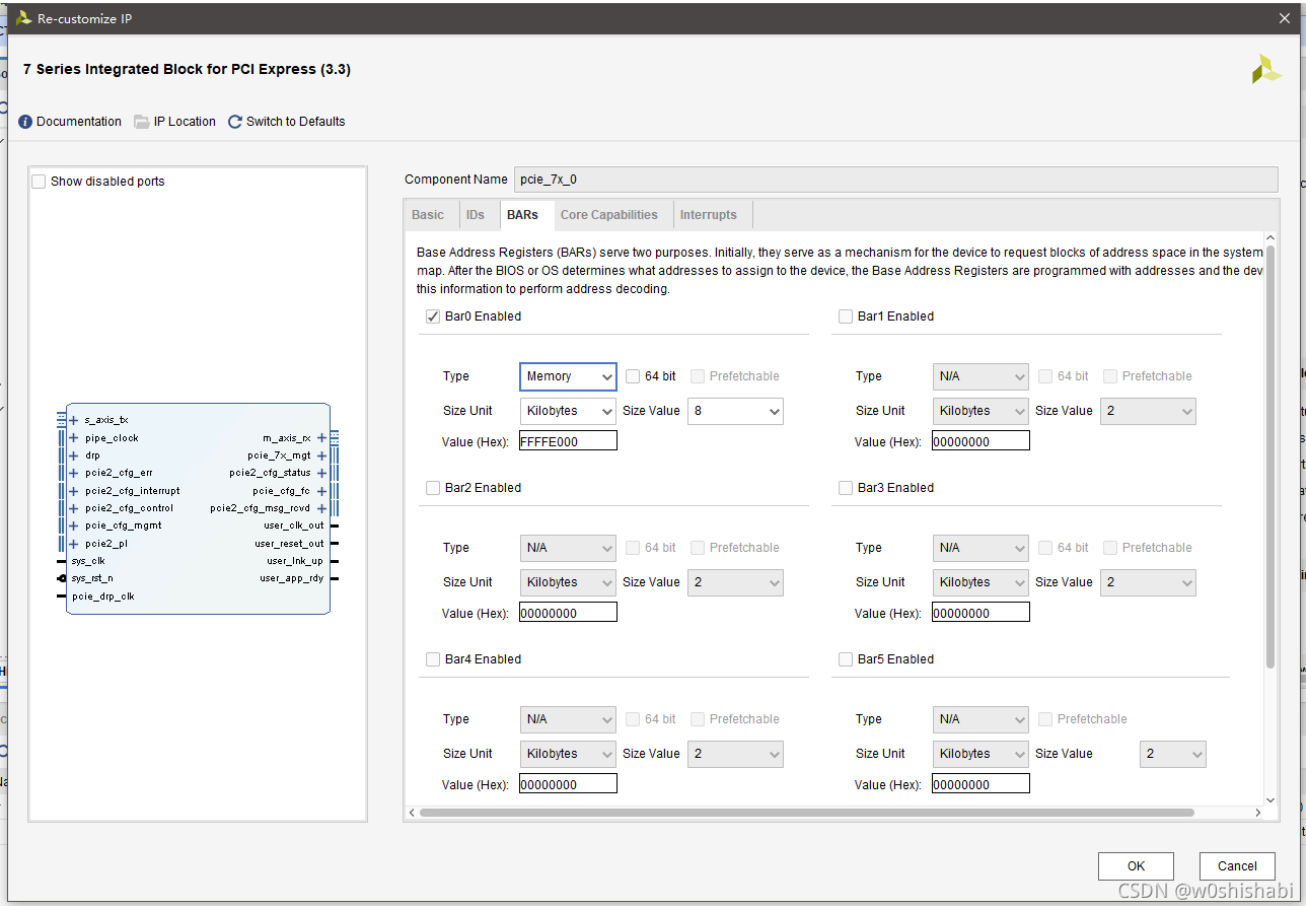 Re-customize IP
7 Series Integrated Block for PCI Express (3.3)
Documentation IP Location Switch to Defaults
Show disabled ports
s_axis_tx
pipe_clock
drp
pcie2_cfg_err
pcie2_cfg_interrupt
pcie2_cfg_control
pcie_cfg_mgmt
pcie2_pl
sys_clk
sys_rst_n
pcie_drp_clk
m_axis_rx
pcie_7x_mgt
pcie2_cfg_status
pcie_cfg_fc
pcie2_cfg_msg_rcvd
user_clk_out
user_reset_out
user_lnk_up
user_app_rdy
Component Name pcie_7x_0
Basic IDs BARs Core Capabilities Interrupts
Base Address Registers (BARs) serve two purposes. Initially, they serve as a mechanism for the device to request blocks of address space in the system
map. After the BIOS or OS determines what addresses to assign to the device, the Base Address Registers are programmed with addresses and the devi
this information to perform address decoding.
Bar0 Enabled
Type Memory 64 bit Prefetchable
Size Unit Kilobytes Size Value 8
Value (Hex): FFFFE000
Bar1 Enabled
Type N/A 64 bit Prefetchable
Size Unit Kilobytes Size Value 2
Value (Hex): 00000000
Bar2 Enabled
Type N/A 64 bit Prefetchable
Size Unit Kilobytes Size Value 2
Value (Hex): 00000000
Bar3 Enabled
Type N/A 64 bit Prefetchable
Size Unit Kilobytes Size Value 2
Value (Hex): 00000000
Bar4 Enabled
Type N/A 64 bit Prefetchable
Size Unit Kilobytes Size Value 2
Value (Hex): 00000000
Bar5 Enabled
Type N/A Prefetchable
Size Unit Kilobytes Size Value 2
Value (Hex): 00000000
OK Cancel
CSDN @w0shishabi